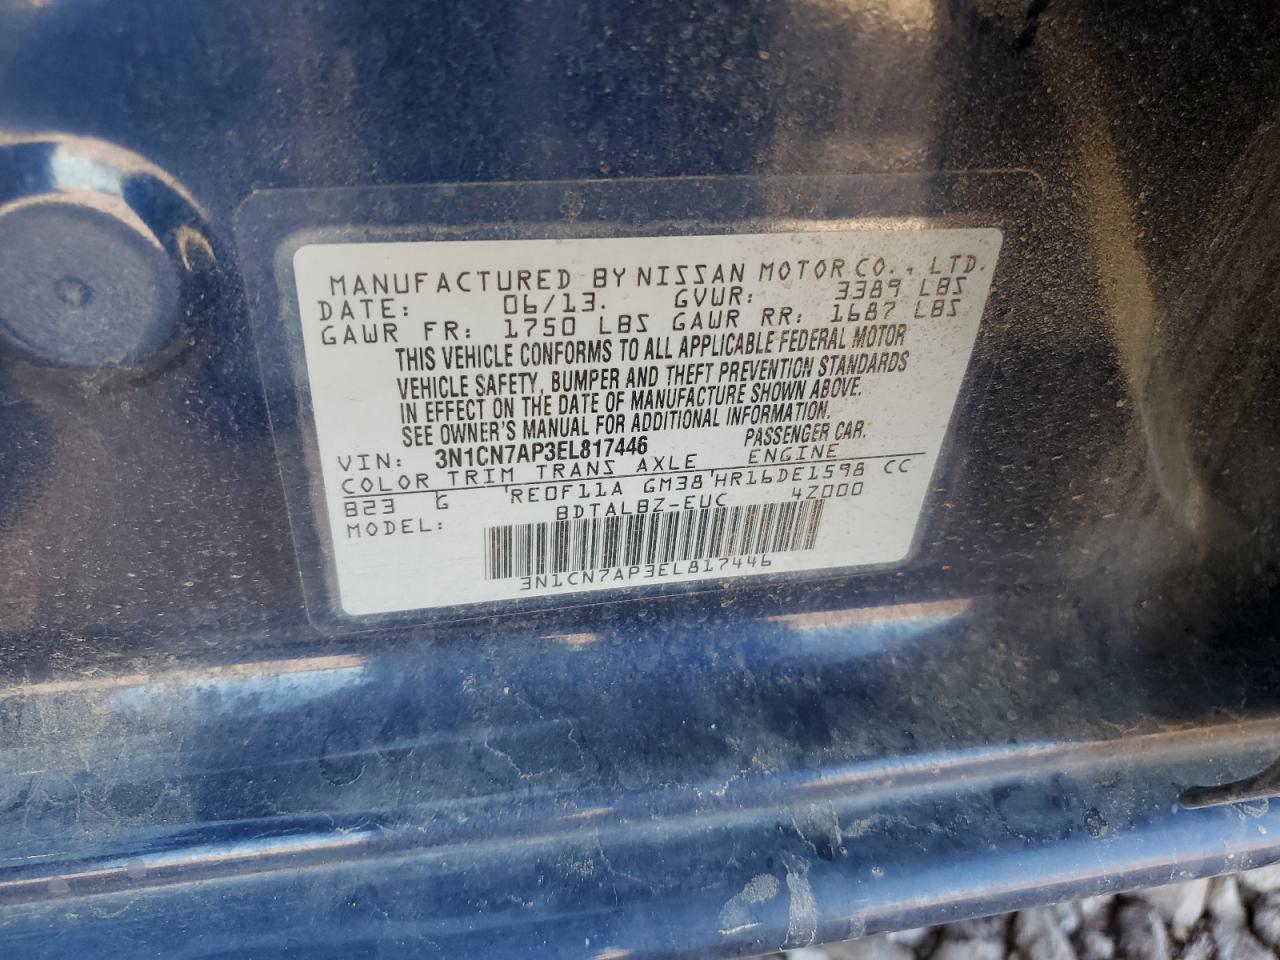 MANUFACTURED BY NISSAN MOTOR CO., LTD.
DATE: 06/13. GVWR: 3389 LBS
GAWR FR: 1750 LBS GAWR RR: 1687 LBS
THIS VEHICLE CONFORMS TO ALL APPLICABLE FEDERAL MOTOR
VEHICLE SAFETY, BUMPER AND THEFT PREVENTION STANDARDS
IN EFFECT ON THE DATE OF MANUFACTURE SHOWN ABOVE.
SEE OWNER'S MANUAL FOR ADDITIONAL INFORMATION.
VIN: 3N1CN7AP3EL817446 PASSENGER CAR.
COLOR TRIM TRANS AXLE ENGINE
B23 G RE0F11A GM38 HR16DE1598 CC
MODEL: BDTALBZ-EUC 4Z000
3N1CN7AP3EL817446